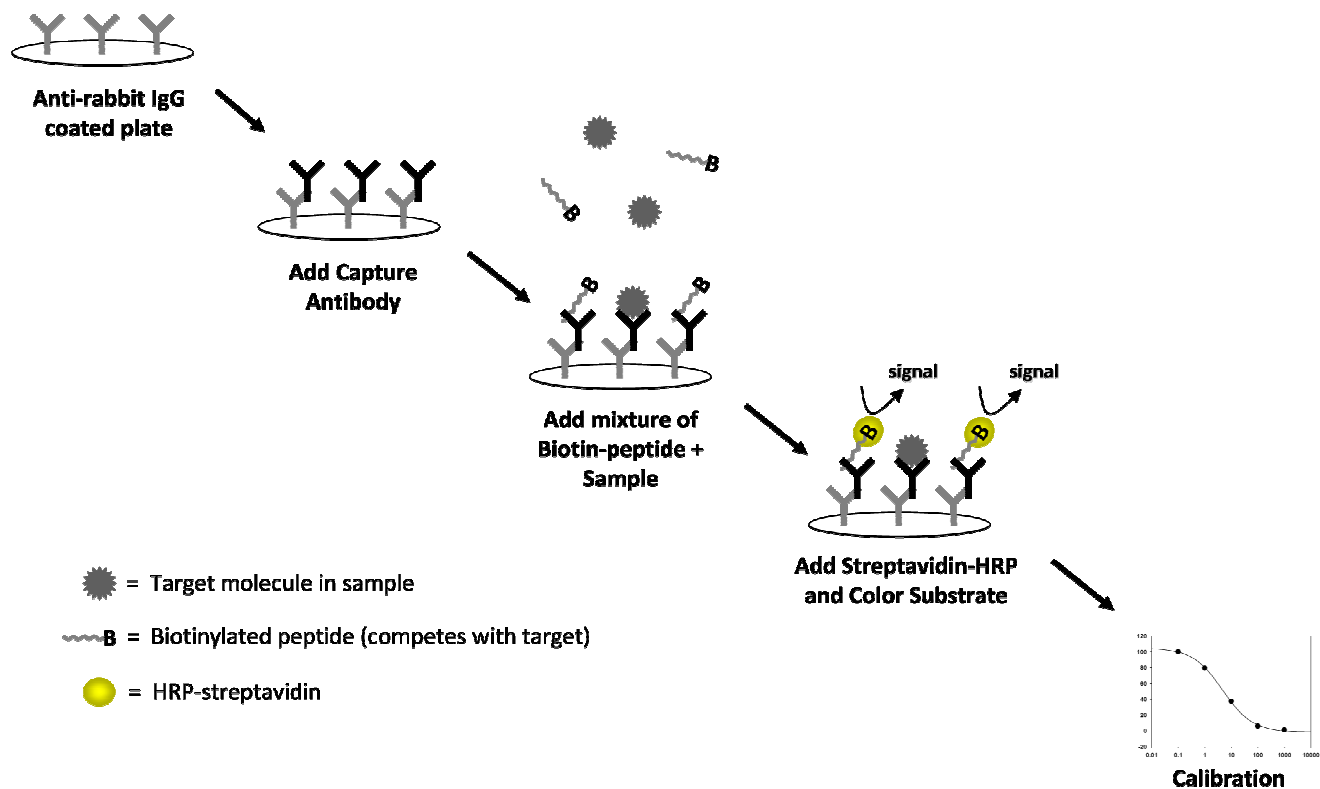 Anti-rabbit IgG
coated plate
Add Capture
Antibody
B
B
B
B
Add mixture of
Biotin-peptide +
Sample
signal
signal
B
B
Add Streptavidin-HRP
and Color Substrate
= Target molecule in sample
B = Biotinylated peptide (competes with target)
= HRP-streptavidin
120
100
80
60
40
20
0
-20
0.01 0.1 1 10 100 1000 10000
Calibration